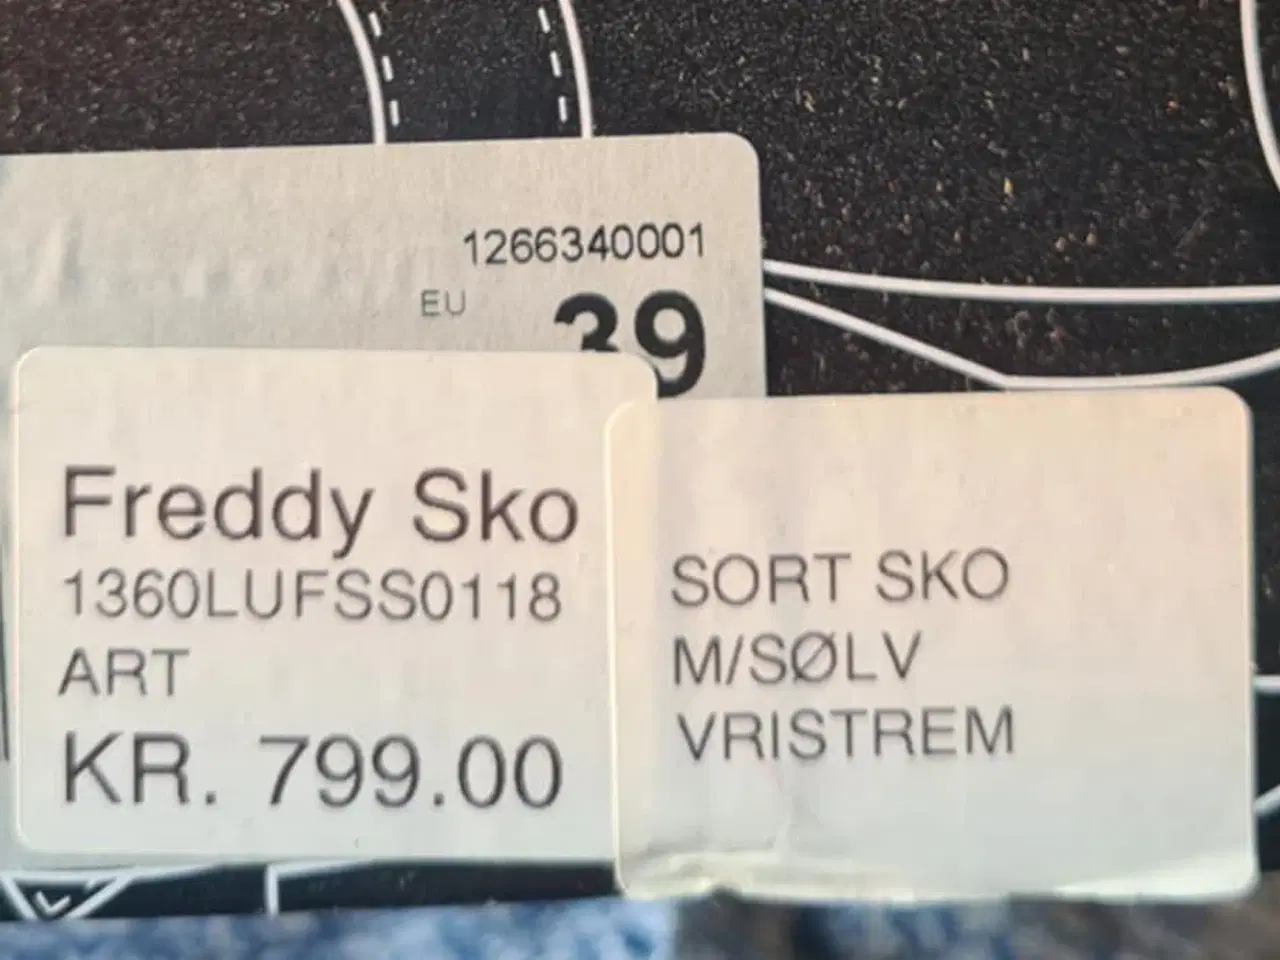 1266340001
EU 39
Freddy Sko
1360LUFSS0118
ART
KR. 799.00
SORT SKO
M/SØLV
VRISTREM